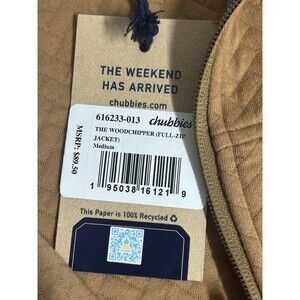 THE WEEKEND
HAS ARRIVED
chubbies.com
616233-013 chubbies
THE WOODCHIPPER (FULL-ZIP
JACKET)
Medium
MSRP: $89.50
1 95038 16121 9
This Paper is 100% Recycled